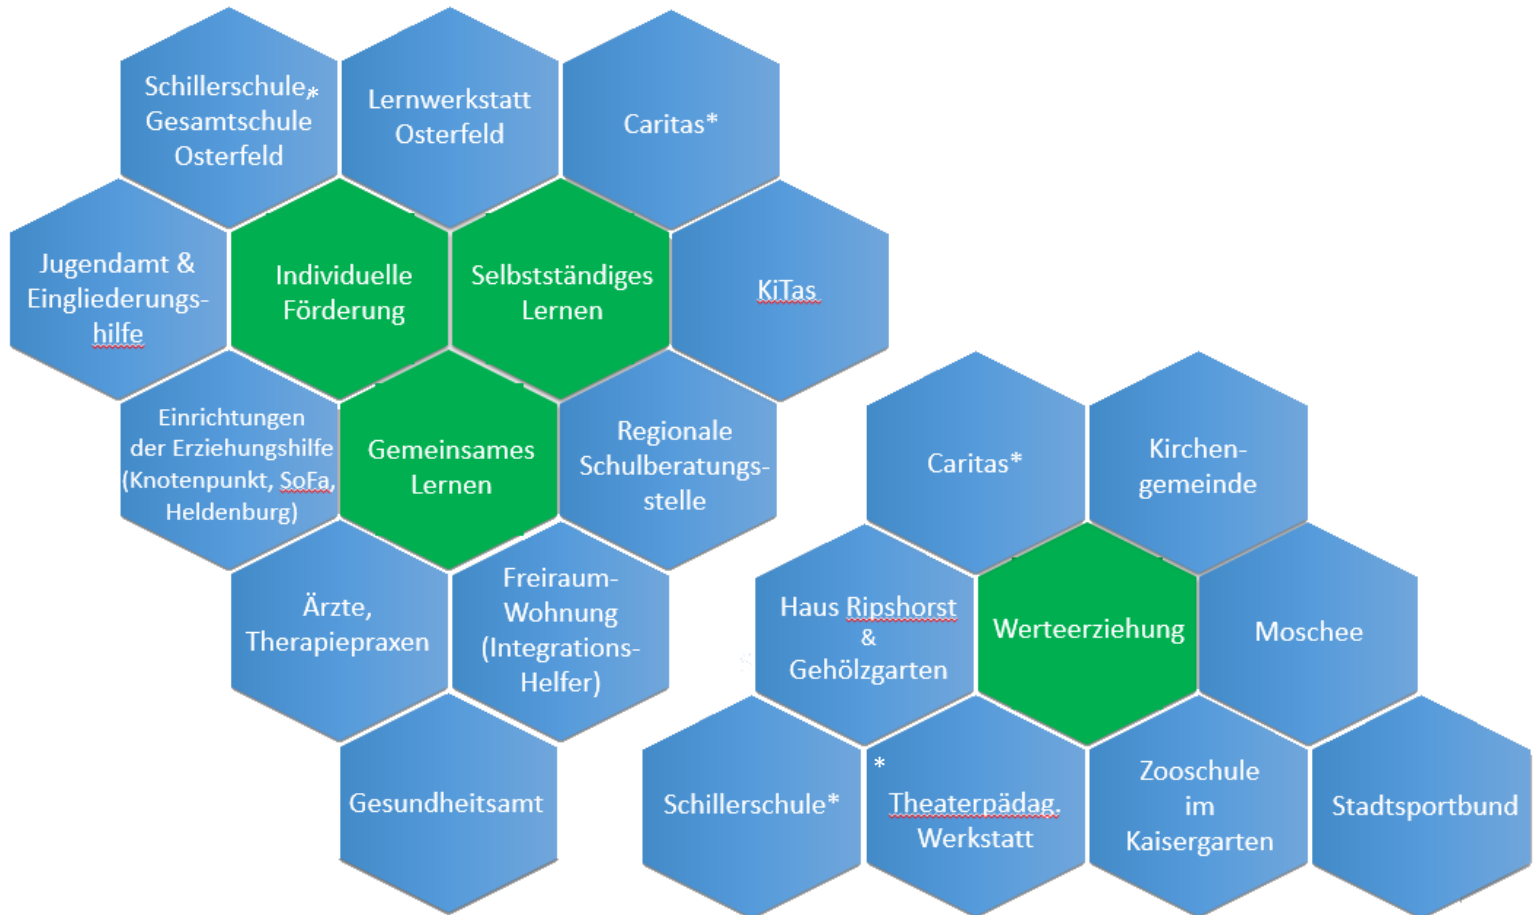 Schillerschule,*
Gesamtschule
Osterfeld
Lernwerkstatt
Osterfeld
Caritas*
Jugendamt &
Eingliederungs-
hilfe
Individuelle
Förderung
Selbstständiges
Lernen
KiTas
Einrichtungen
der Erziehungshilfe
(Knotenpunkt, SoFa,
Heldenburg)
Gemeinsames
Lernen
Regionale
Schulberatungs-
stelle
Ärzte,
Therapiepraxen
Freiraum-
Wohnung
(Integrations-
Helfer)
Gesundheitsamt
Caritas*
Kirchen-
gemeinde
Haus Ripshorst
&
Gehölzgarten
Werteerziehung
Moschee
Schillerschule*
*
Theaterpädag.
Werkstatt
Zooschule
im
Kaisergarten
Stadtsportbund